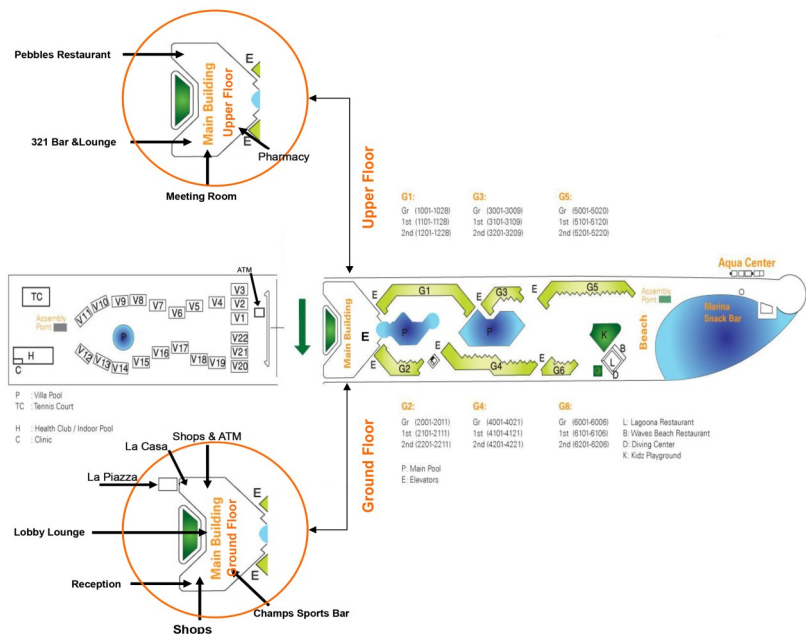 Pebbles Restaurant
321 Bar &Lounge
Meeting Room
Pharmacy
E
E
Main Building
Upper Floor
Upper Floor
G1:
Gr (1001-1028)
1st (1101-1128)
2nd (1201-1228)
G3:
Gr (3001-3009)
1st (3101-3109)
2nd (3201-3209)
G5:
Gr (5001-5020)
1st (5101-5120)
2nd (5201-5220)
ATM
TC
Assembly
Point
H
C
V11
V10
V9
V8
V7
V6
V5
V4
V3
V2
V1
V22
V21
V20
V19
V18
V17
V16
V15
V14
V13
V12
P
Main Building
E
E
G1
E
G3
E
G5
P
P
E
G2
E
G4
E
G6
K
B
L
D
Assembly
Point
Beach
Aqua Center
Marina
Snack Bar
P : Villa Pool
TC : Tennis Court
H : Health Club / Indoor Pool
C : Clinic
Ground Floor
G2:
Gr (2001-2011)
1st (2101-2111)
2nd (2201-2211)
G4:
Gr (4001-4021)
1st (4101-4121)
2nd (4201-4221)
G6:
Gr (6001-6006)
1st (6101-6106)
2nd (6201-6206)
L: Lagoona Restaurant
B: Waves Beach Restaurant
D: Diving Center
K: Kidz Playground
P: Main Pool
E: Elevators
Shops & ATM
La Casa
La Piazza
Lobby Lounge
Reception
Shops
Champs Sports Bar
E
E
Main Building
Ground Floor